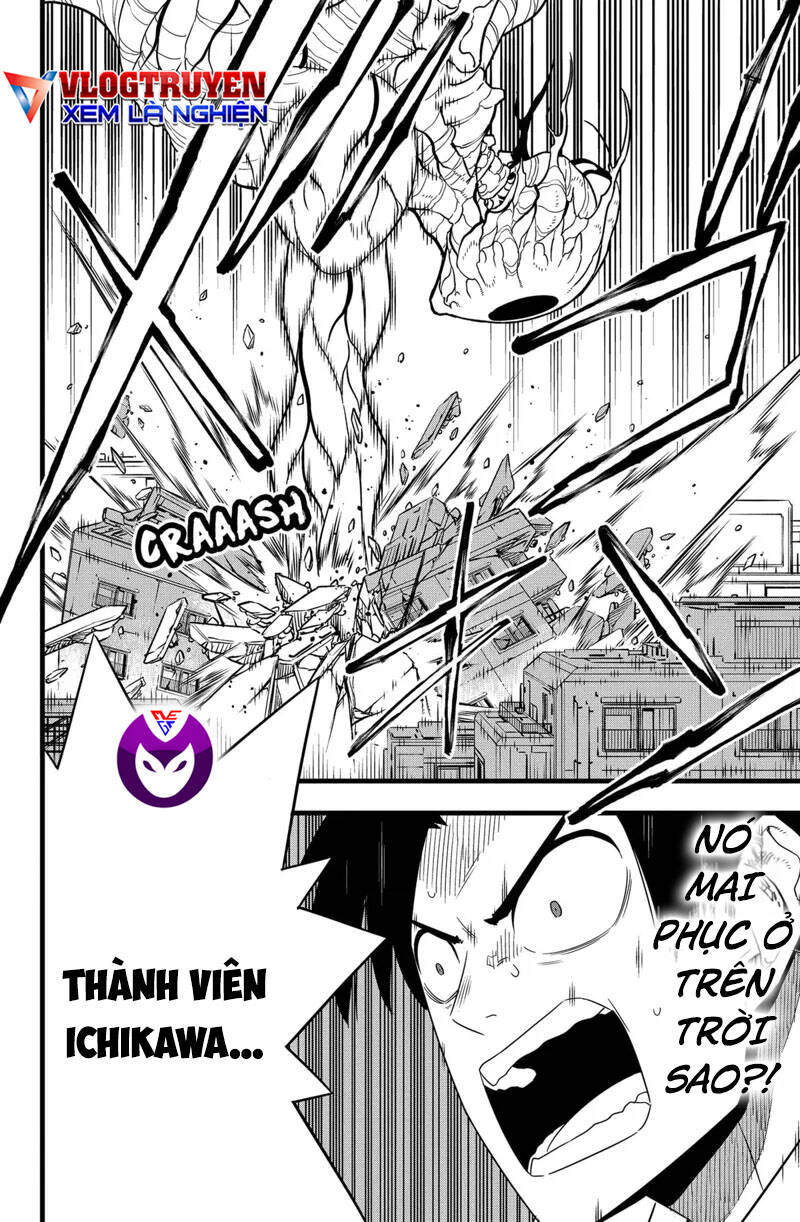 VLOGTRUYEN
XEM LÀ NGHIỆN
CRAAASH
NÓ
MAI
PHỤC Ở
TRÊN
TRỜI
SAO?!
THÀNH VIÊN
ICHIKAWA...